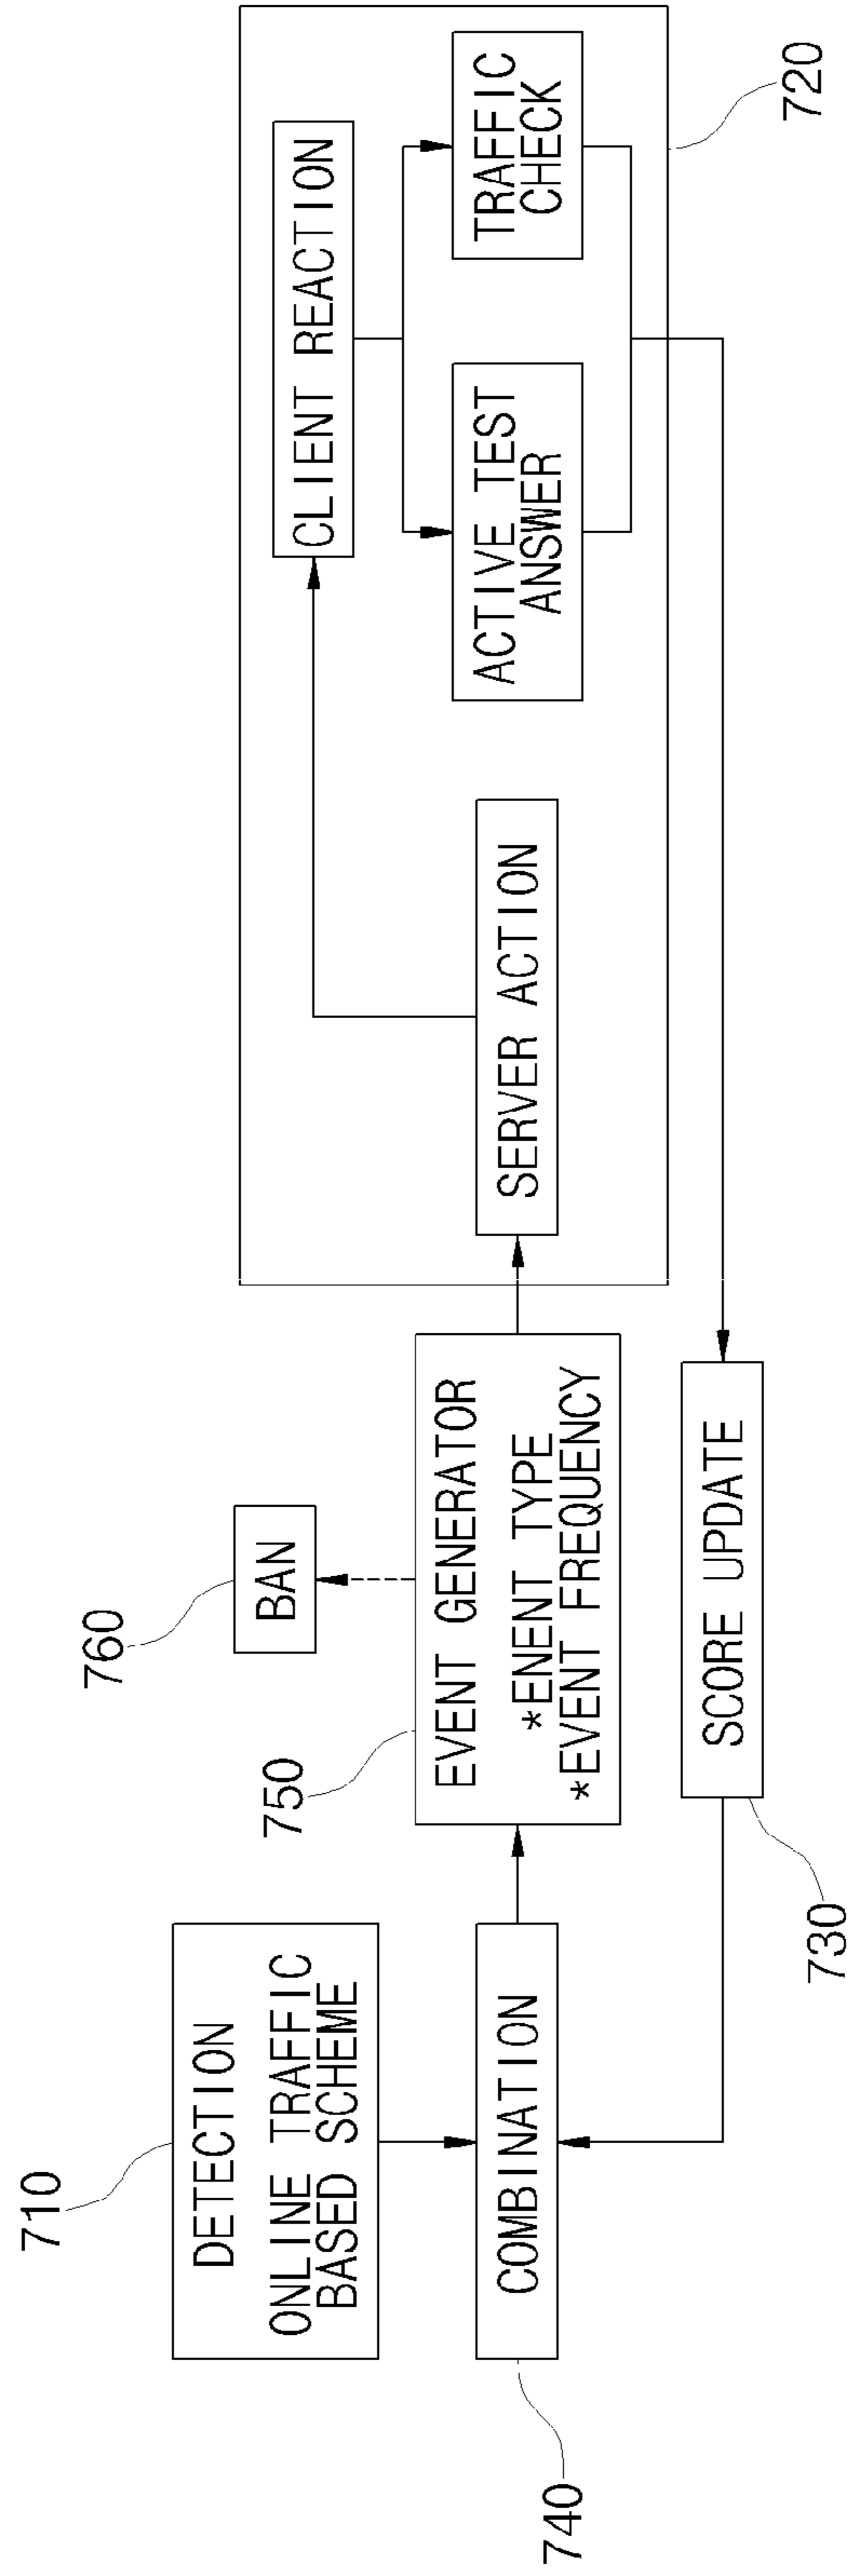 710
DETECTION
ONLINE TRAFFIC
BASED SCHEME
740
COMBINATION
760
BAN
750
EVENT GENERATOR
*ENENT TYPE
*EVENT FREQUENCY
730
SCORE UPDATE
SERVER ACTION
CLIENT REACTION
ACTIVE TEST
ANSWER
TRAFFIC
CHECK
720